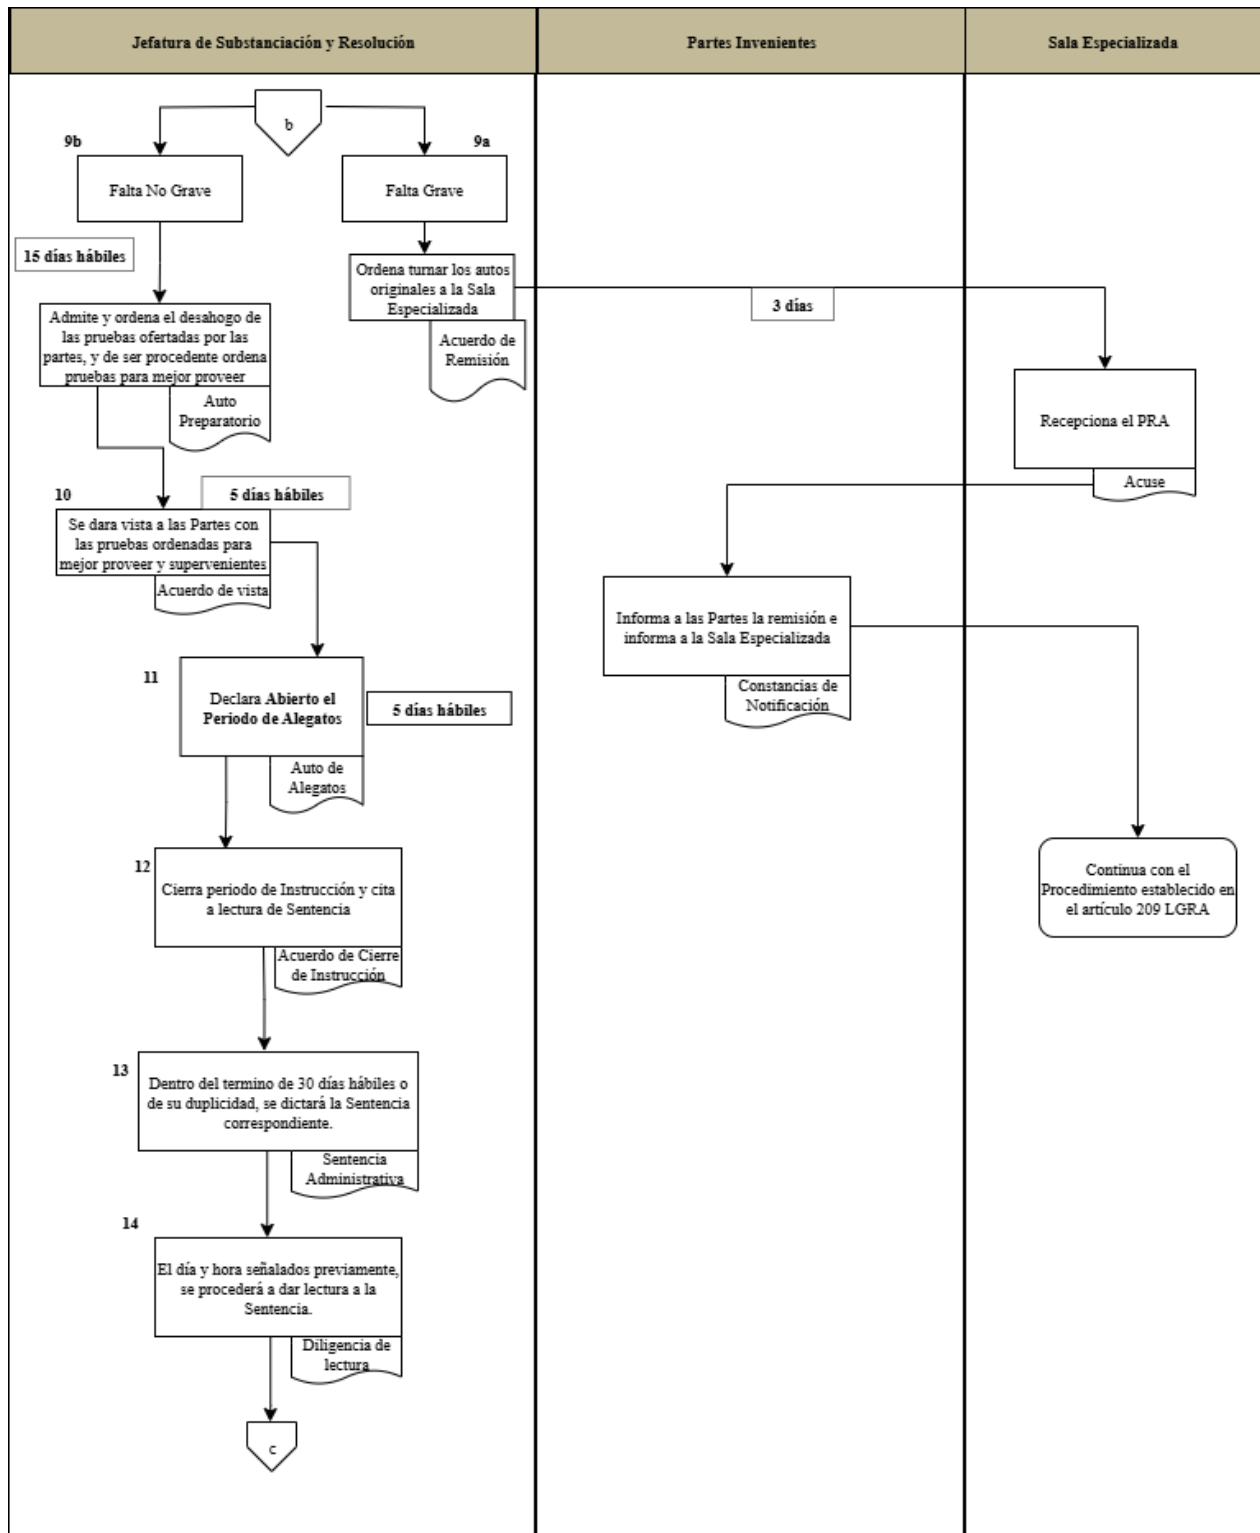 Jefatura de Substanciación y Resolución
Partes Invenientes
Sala Especializada
b
9b
9a
Falta No Grave
Falta Grave
15 días hábiles
Ordena turnar los autos
originales a la Sala
Especializada
Acuerdo de
Remisión
3 días
Admite y ordena el desahogo de
las pruebas ofertadas por las
partes, y de ser procedente ordena
pruebas para mejor proveer
Auto
Preparatorio
Recepciona el PRA
Acuse
10
5 días hábiles
Se dara vista a las Partes con
las pruebas ordenadas para
mejor proveer y supervenientes
Acuerdo de vista
Informa a las Partes la remisión e
informa a la Sala Especializada
Constancias de
Notificación
11
Declara Abierto el
Periodo de Alegatos
5 días hábiles
Auto de
Alegatos
12
Cierra periodo de Instrucción y cita
a lectura de Sentencia
Acuerdo de Cierre
de Instrucción
Continua con el
Procedimiento establecido en
el artículo 209 LGRA
13
Dentro del termino de 30 días hábiles o
de su duplicidad, se dictará la Sentencia
correspondiente.
Sentencia
Administrativa
14
El día y hora señalados previamente,
se procederá a dar lectura a la
Sentencia.
Diligencia de
lectura
c